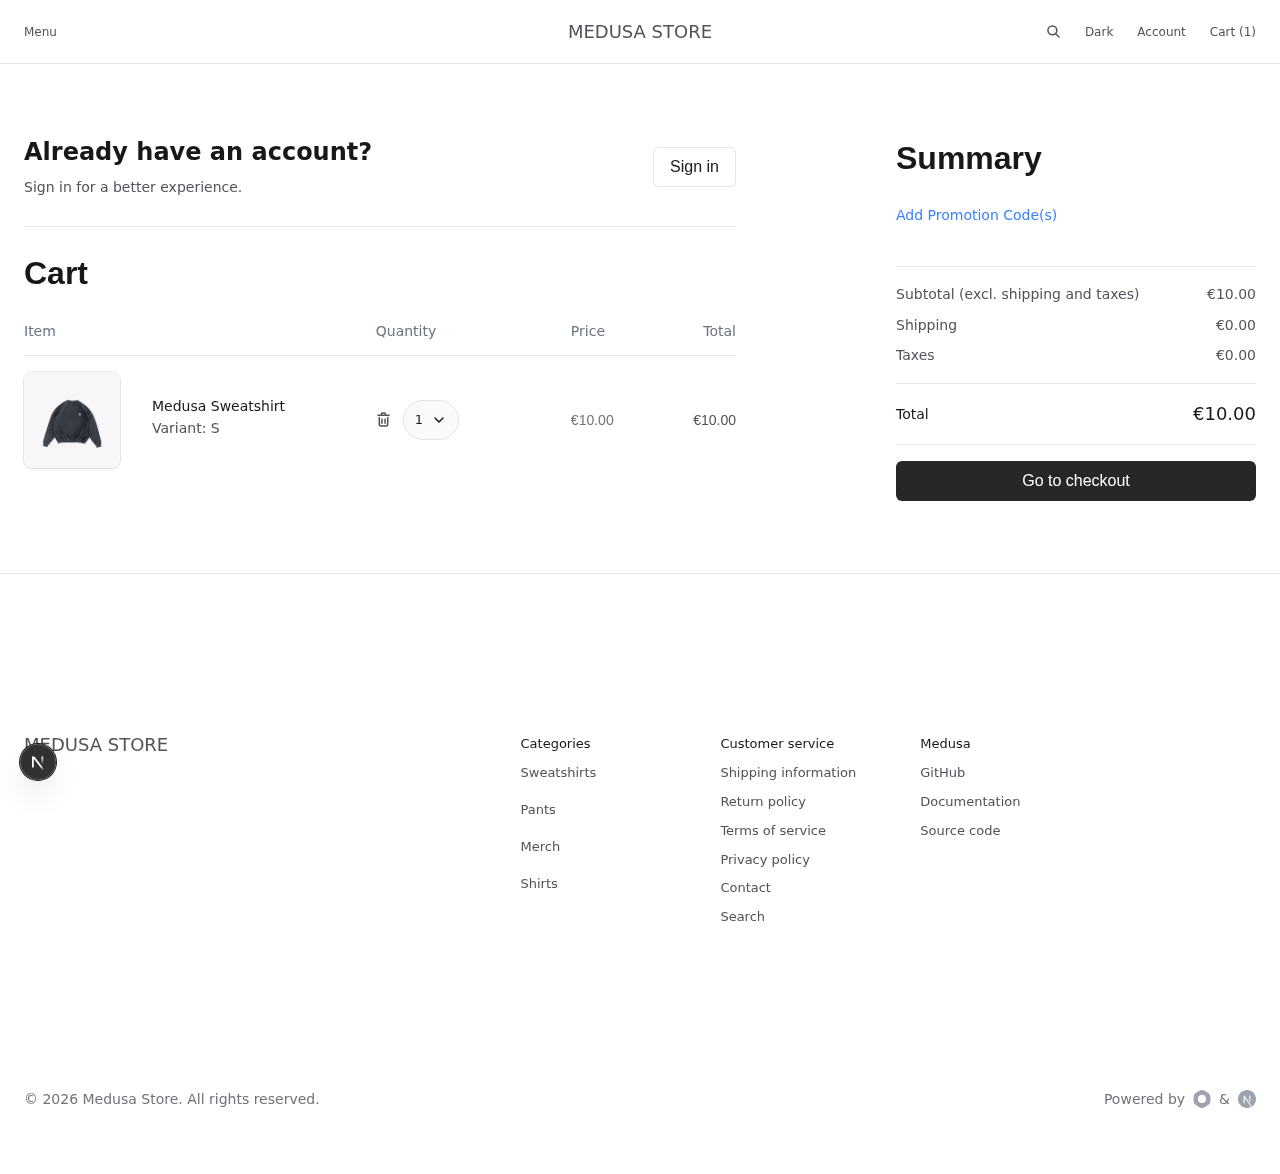 Menu
MEDUSA STORE
Dark
Account
Cart (1)
Already have an account?
Sign in for a better experience.
Sign in
Cart
Item
Quantity
Price
Total
Medusa Sweatshirt
Variant: S
1
€10.00
€10.00
Summary
Add Promotion Code(s)
Subtotal (excl. shipping and taxes)
€10.00
Shipping
€0.00
Taxes
€0.00
Total
€10.00
Go to checkout
MEDUSA STORE
N
Categories
Sweatshirts
Pants
Merch
Shirts
Customer service
Shipping information
Return policy
Terms of service
Privacy policy
Contact
Search
Medusa
GitHub
Documentation
Source code
© 2026 Medusa Store. All rights reserved.
Powered by & N